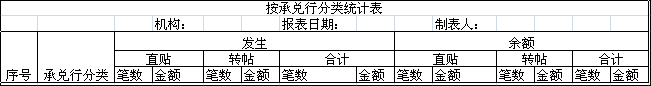 按承兑行分类统计表
机构： 报表日期： 制表人：
发生 余额
直贴 转帖 合计 直贴 转帖 合计
序号 承兑行分类 笔数 金额 笔数 金额 笔数 金额 笔数 金额 笔数 金额 笔数 金额